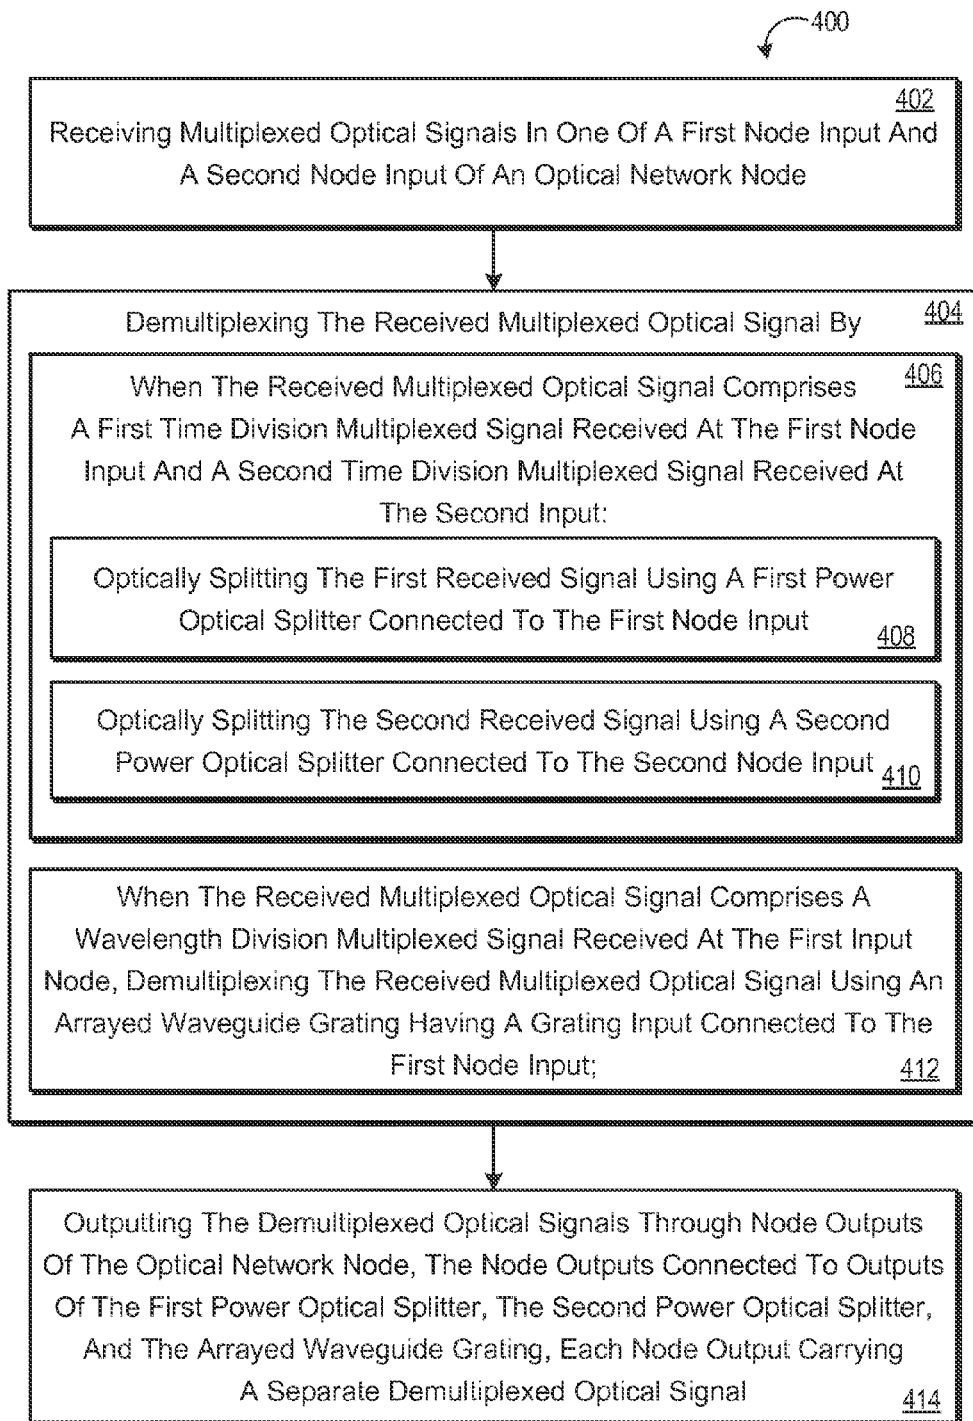 400
402
Receiving Multiplexed Optical Signals In One Of A First Node Input And
A Second Node Input Of An Optical Network Node
404
Demultiplexing The Received Multiplexed Optical Signal By
406
When The Received Multiplexed Optical Signal Comprises
A First Time Division Multiplexed Signal Received At The First Node
Input And A Second Time Division Multiplexed Signal Received At
The Second Input:
Optically Splitting The First Received Signal Using A First Power
Optical Splitter Connected To The First Node Input
408
Optically Splitting The Second Received Signal Using A Second
Power Optical Splitter Connected To The Second Node Input
410
When The Received Multiplexed Optical Signal Comprises A
Wavelength Division Multiplexed Signal Received At The First Input
Node, Demultiplexing The Received Multiplexed Optical Signal Using An
Arrayed Waveguide Grating Having A Grating Input Connected To The
First Node Input;
412
Outputting The Demultiplexed Optical Signals Through Node Outputs
Of The Optical Network Node, The Node Outputs Connected To Outputs
Of The First Power Optical Splitter, The Second Power Optical Splitter,
And The Arrayed Waveguide Grating, Each Node Output Carrying
A Separate Demultiplexed Optical Signal
414